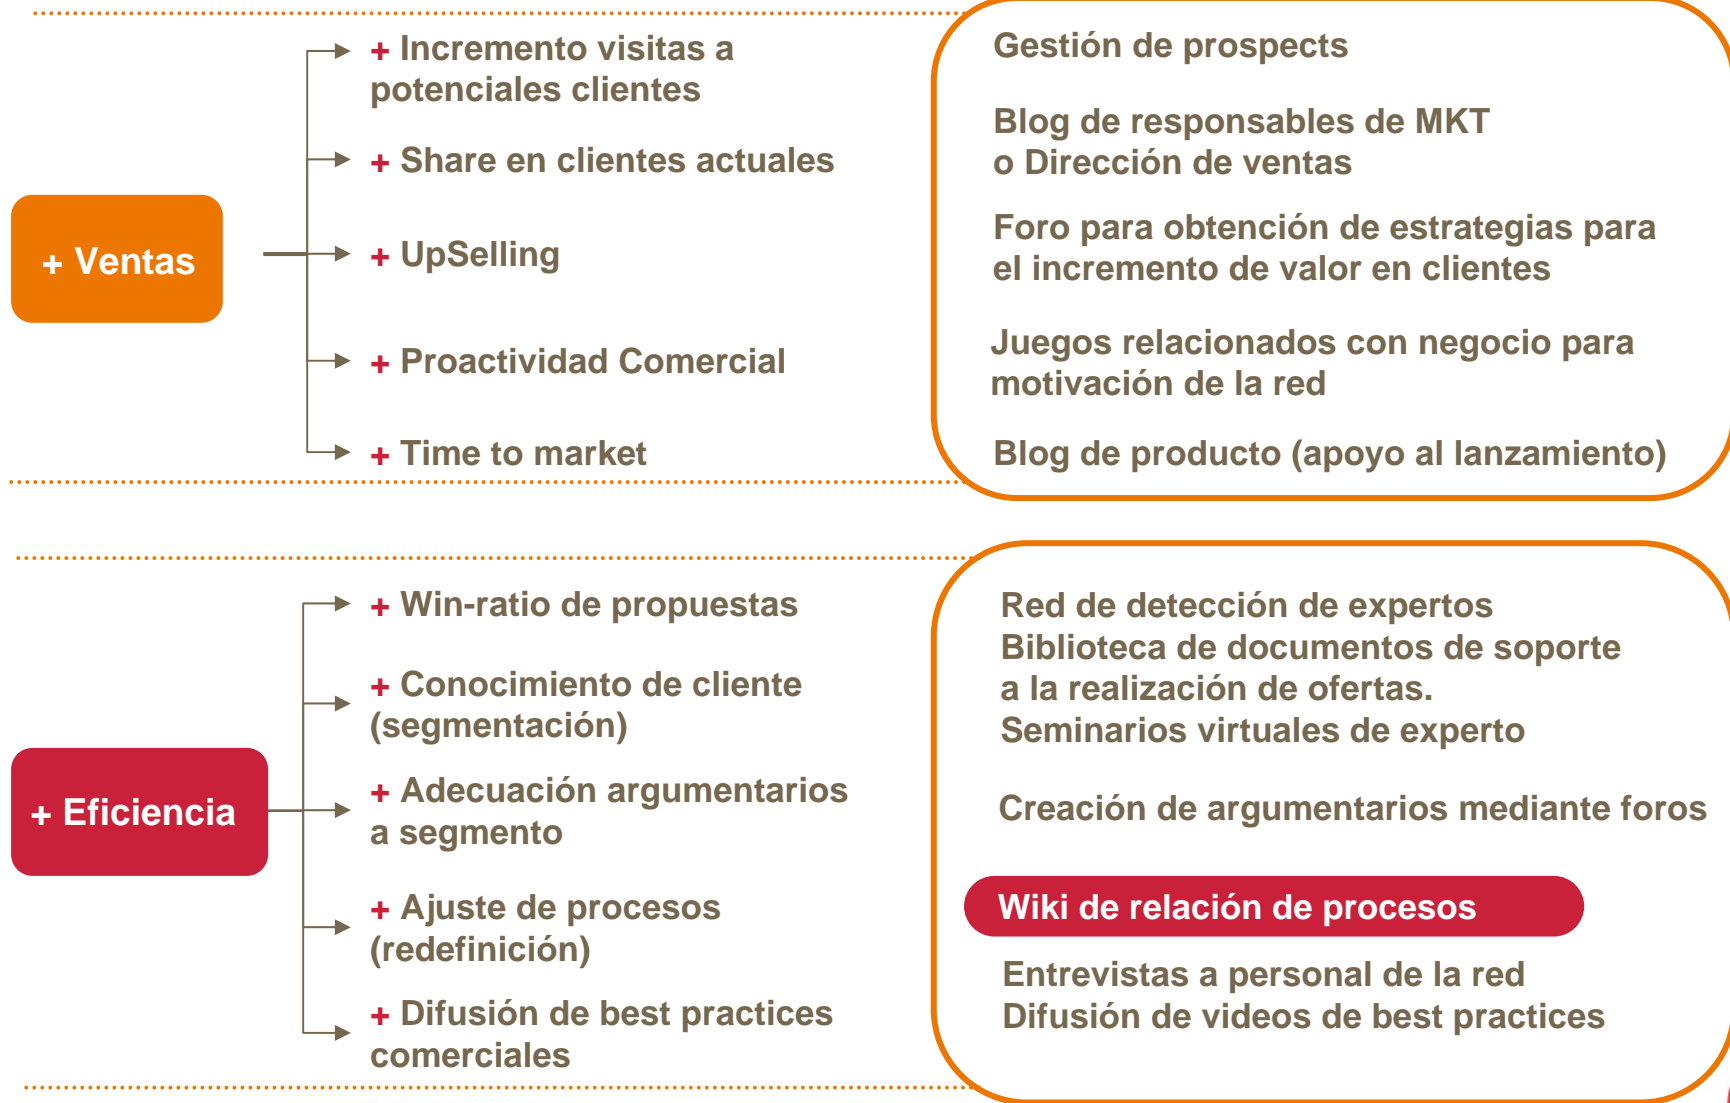 + Ventas
+ Incremento visitas a
potenciales clientes
+ Share en clientes actuales
+ UpSelling
+ Proactividad Comercial
+ Time to market
Gestión de prospects
Blog de responsables de MKT
o Dirección de ventas
Foro para obtención de estrategias para
el incremento de valor en clientes
Juegos relacionados con negocio para
motivación de la red
Blog de producto (apoyo al lanzamiento)
+ Eficiencia
+ Win-ratio de propuestas
+ Conocimiento de cliente
(segmentación)
+ Adecuación argumentarios
a segmento
+ Ajuste de procesos
(redefinición)
+ Difusión de best practices
comerciales
Red de detección de expertos
Biblioteca de documentos de soporte
a la realización de ofertas.
Seminarios virtuales de experto
Creación de argumentarios mediante foros
Wiki de relación de procesos
Entrevistas a personal de la red
Difusión de videos de best practices